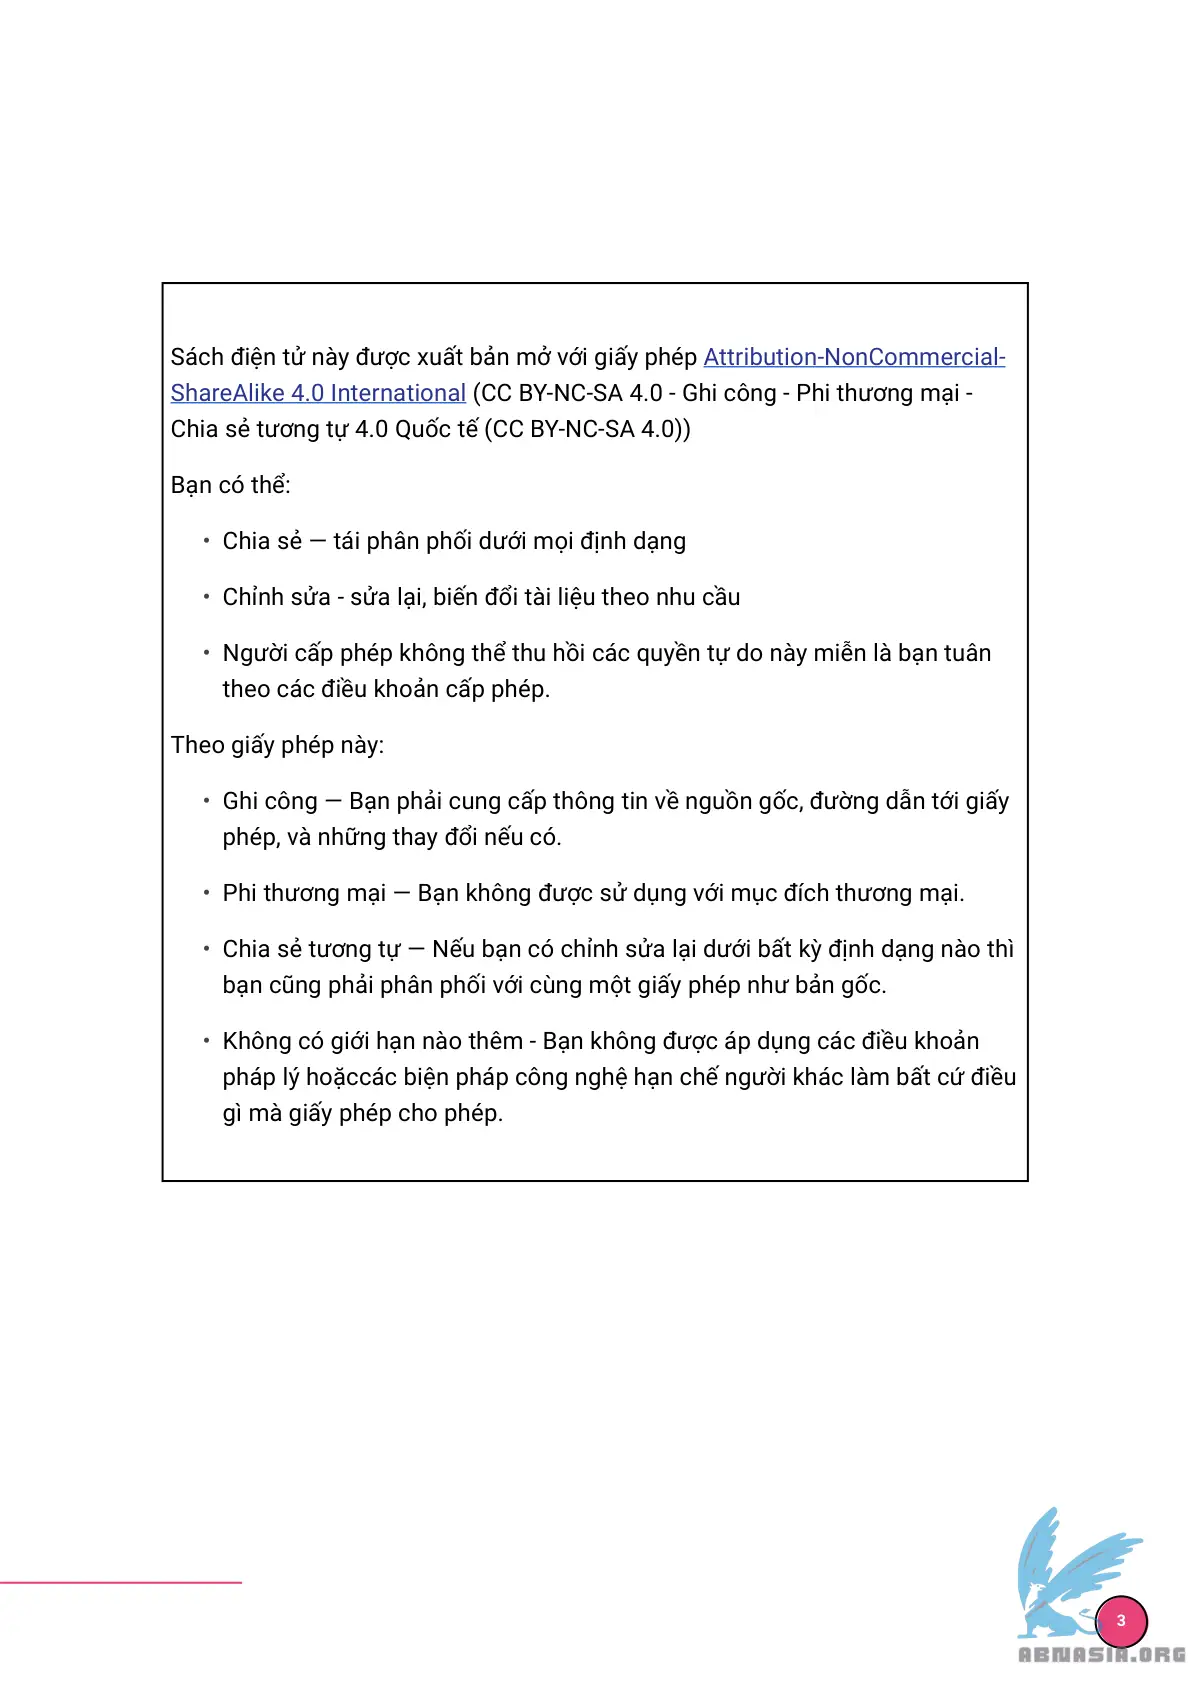 Sách điện tử này được xuất bản mở với giấy phép Attribution-NonCommercial-
ShareAlike 4.0 International (CC BY-NC-SA 4.0 - Ghi công - Phi thương mại -
Chia sẻ tương tự 4.0 Quốc tế (CC BY-NC-SA 4.0))
Bạn có thể:
• Chia sẻ — tái phân phối dưới mọi định dạng
• Chỉnh sửa - sửa lại, biến đổi tài liệu theo nhu cầu
• Người cấp phép không thể thu hồi các quyền tự do này miễn là bạn tuân
theo các điều khoản cấp phép.
Theo giấy phép này:
• Ghi công — Bạn phải cung cấp thông tin về nguồn gốc, đường dẫn tới giấy
phép, và những thay đổi nếu có.
• Phi thương mại — Bạn không được sử dụng với mục đích thương mại.
• Chia sẻ tương tự — Nếu bạn có chỉnh sửa lại dưới bất kỳ định dạng nào thì
bạn cũng phải phân phối với cùng một giấy phép như bản gốc.
• Không có giới hạn nào thêm - Bạn không được áp dụng các điều khoản
pháp lý hoặccác biện pháp công nghệ hạn chế người khác làm bất cứ điều
gì mà giấy phép cho phép.
3
ABNASIA.ORG